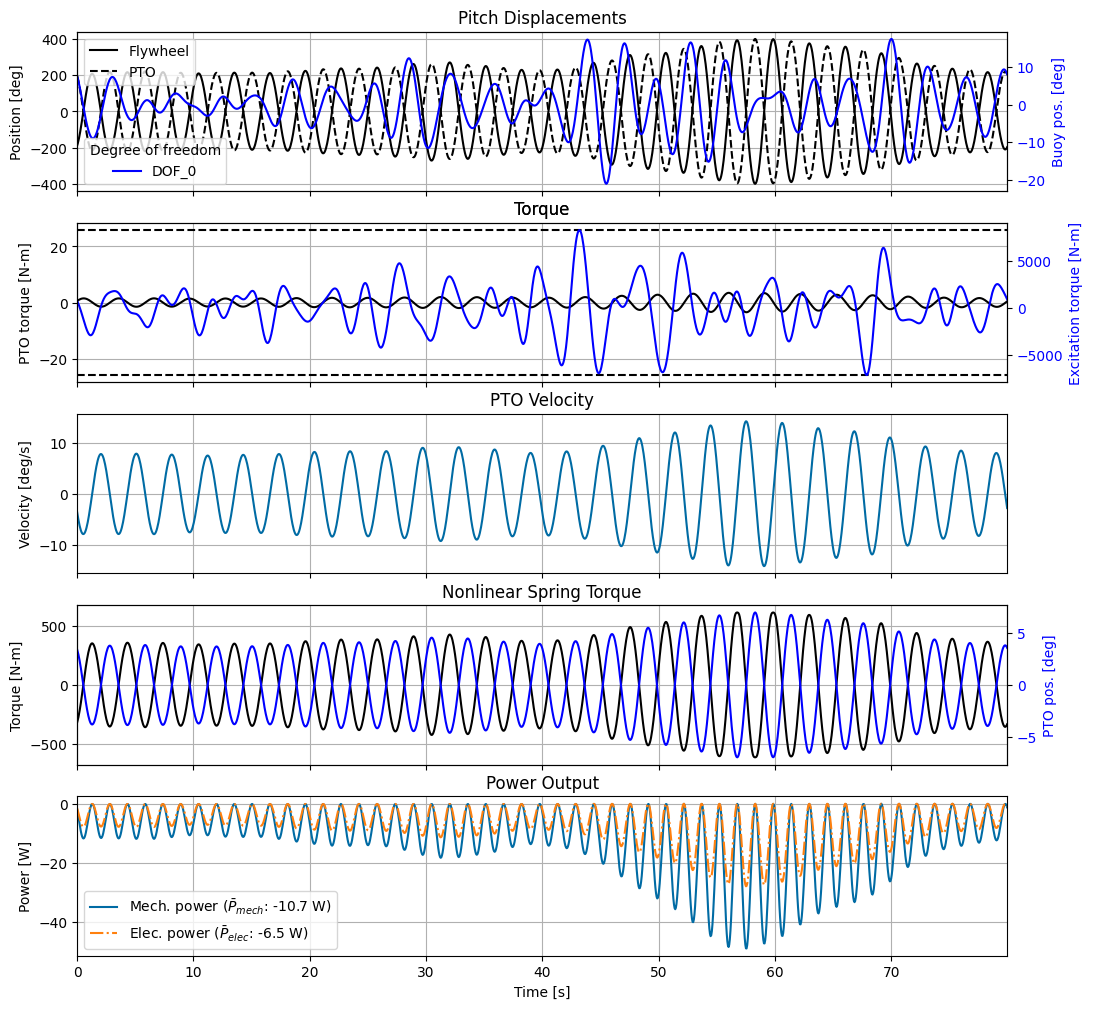 Pitch Displacements
Position [deg]
400
200
0
−200
−400
Flywheel
PTO
Degree of freedom
DOF_0
10
0
−10
−20
Buoy pos. [deg]
Torque
PTO torque [N-m]
20
0
−20
5000
0
−5000
Excitation torque [N-m]
PTO Velocity
Velocity [deg/s]
10
0
−10
Nonlinear Spring Torque
Torque [N-m]
500
0
−500
5
0
−5
PTO pos. [deg]
Power Output
Power [W]
0
−20
−40
Mech. power (P̄mech: -10.7 W)
Elec. power (P̄elec: -6.5 W)
0 10 20 30 40 50 60 70
Time [s]